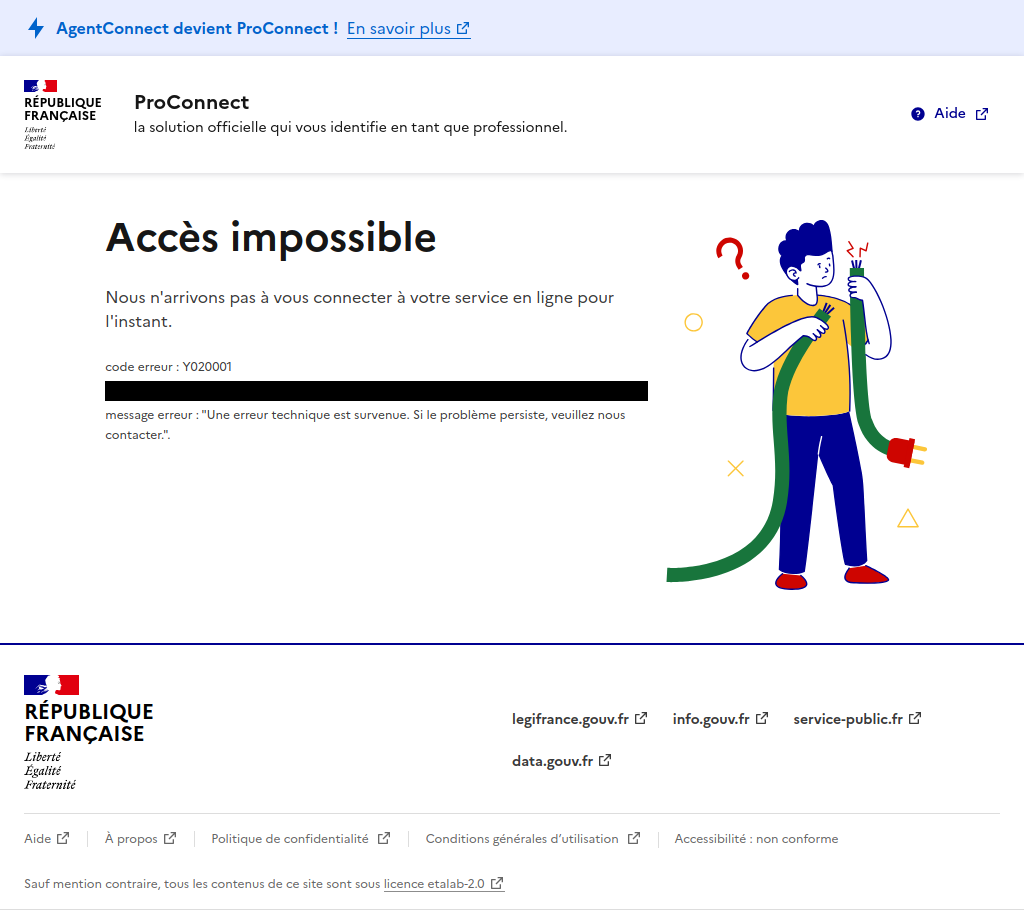 AgentConnect devient ProConnect ! En savoir plus
RÉPUBLIQUE
FRANÇAISE
Liberté
Égalité
Fraternité
ProConnect
la solution officielle qui vous identifie en tant que professionnel.
Aide
Accès impossible
Nous n'arrivons pas à vous connecter à votre service en ligne pour
l'instant.
code erreur : Y020001
message erreur : "Une erreur technique est survenue. Si le problème persiste, veuillez nous
contacter.".
RÉPUBLIQUE
FRANÇAISE
Liberté
Égalité
Fraternité
legifrance.gouv.fr info.gouv.fr service-public.fr
data.gouv.fr
Aide À propos Politique de confidentialité Conditions générales d’utilisation Accessibilité : non conforme
Sauf mention contraire, tous les contenus de ce site sont sous licence etalab-2.0